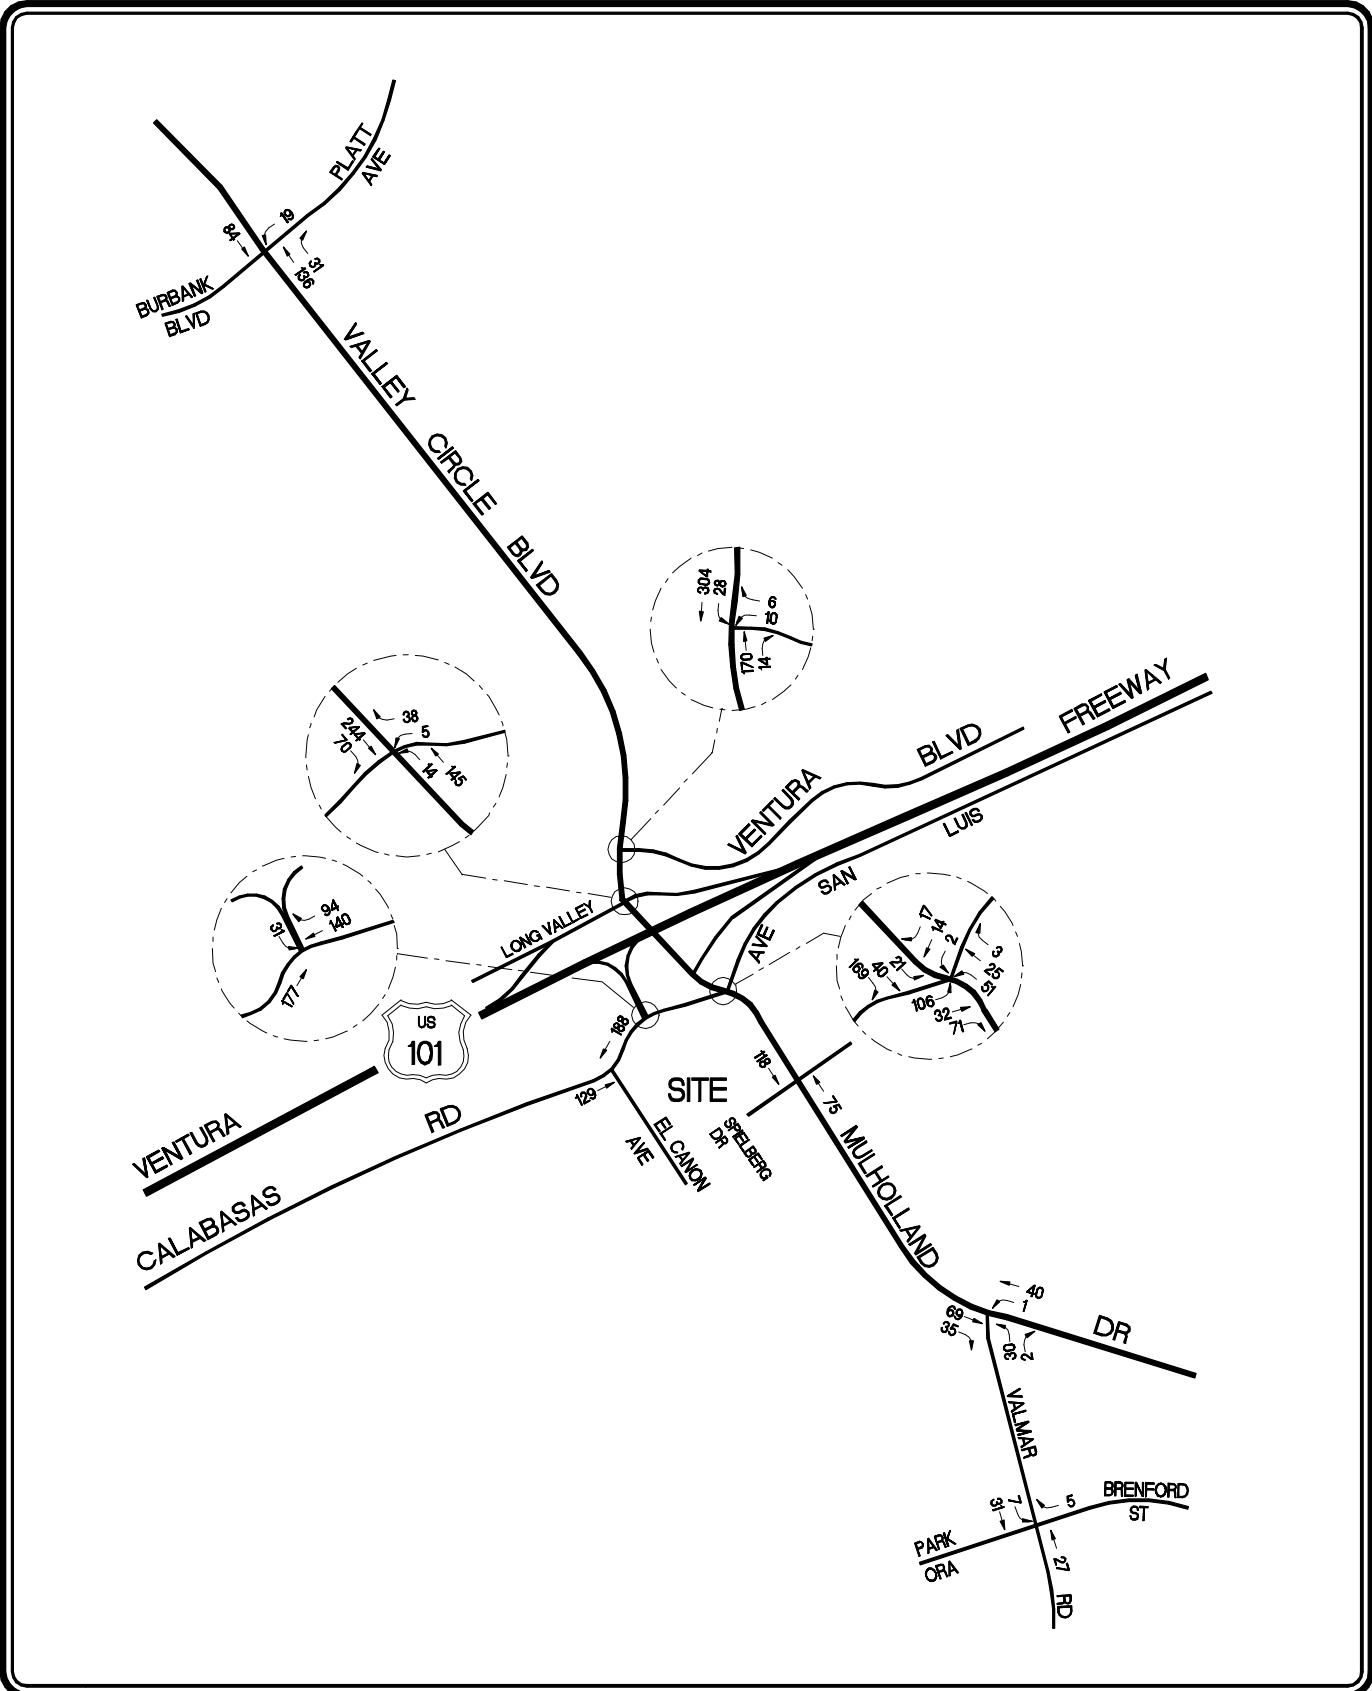 PLATT
AVE
19
84
31
136
BURBANK
BLVD
VALLEY CIRCLE BLVD
304
28
6
10
170
14
38
5
244
70
14
145
VENTURA BLVD
FREEWAY
SAN LUIS
AVE
LONG VALLEY
94
140
31
177
17
14
2
3
25
51
169
40
21
106
32
71
US
101
188
129
SITE
118
75
SPIELBERG
DR
EL CANON
AVE
VENTURA
CALABASAS RD
MULHOLLAND DR
40
1
69
35
30
2
VALMAR RD
31
7
5
BRENFORD
ST
PARK
ORA
27